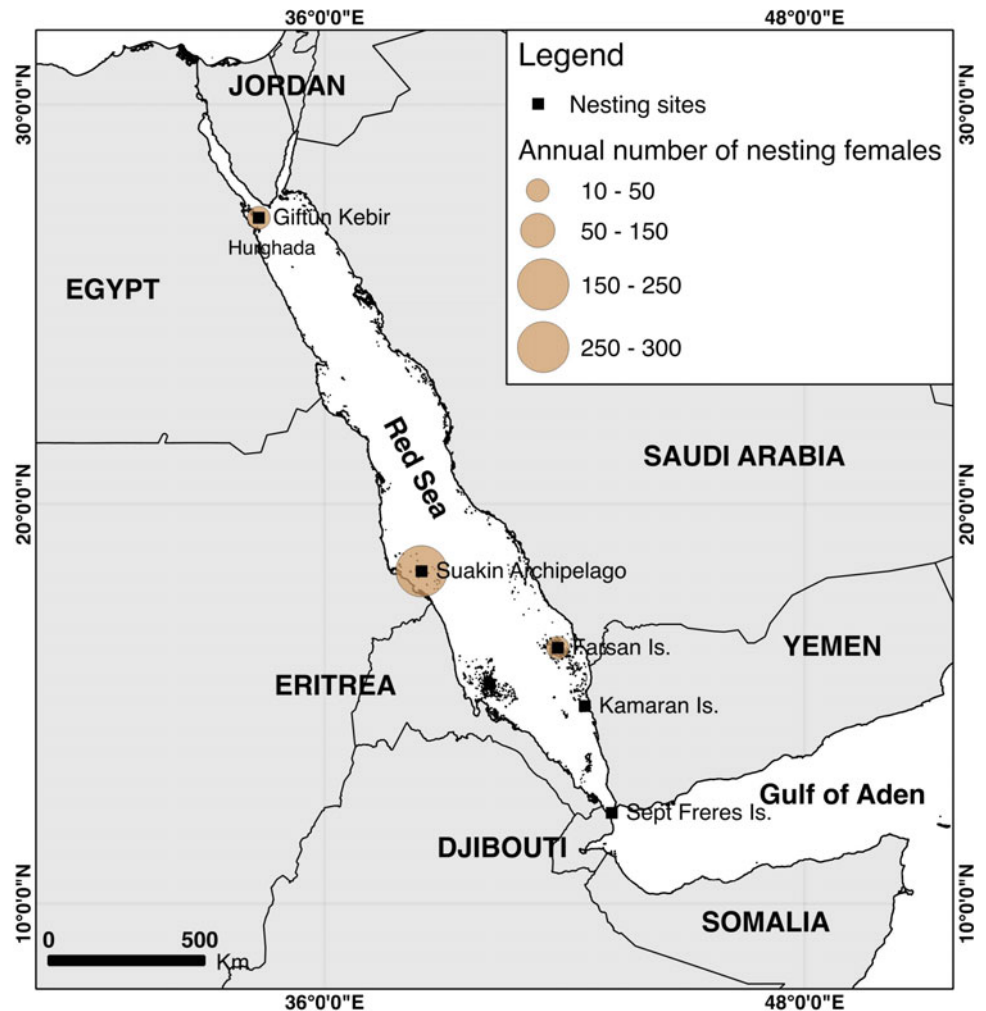 36°0'0"E
48°0'0"E
Legend
Nesting sites
Annual number of nesting females
10 - 50
50 - 150
150 - 250
250 - 300
30°0'0"N
30°0'0"N
JORDAN
Giftun Kebir
Hurghada
EGYPT
Red Sea
SAUDI ARABIA
20°0'0"N
20°0'0"N
Suakin Archipelago
Farsan Is.
YEMEN
ERITREA
Kamaran Is.
Gulf of Aden
Sept Freres Is.
DJIBOUTI
10°0'0"N
10°0'0"N
SOMALIA
0
500
Km
36°0'0"E
48°0'0"E